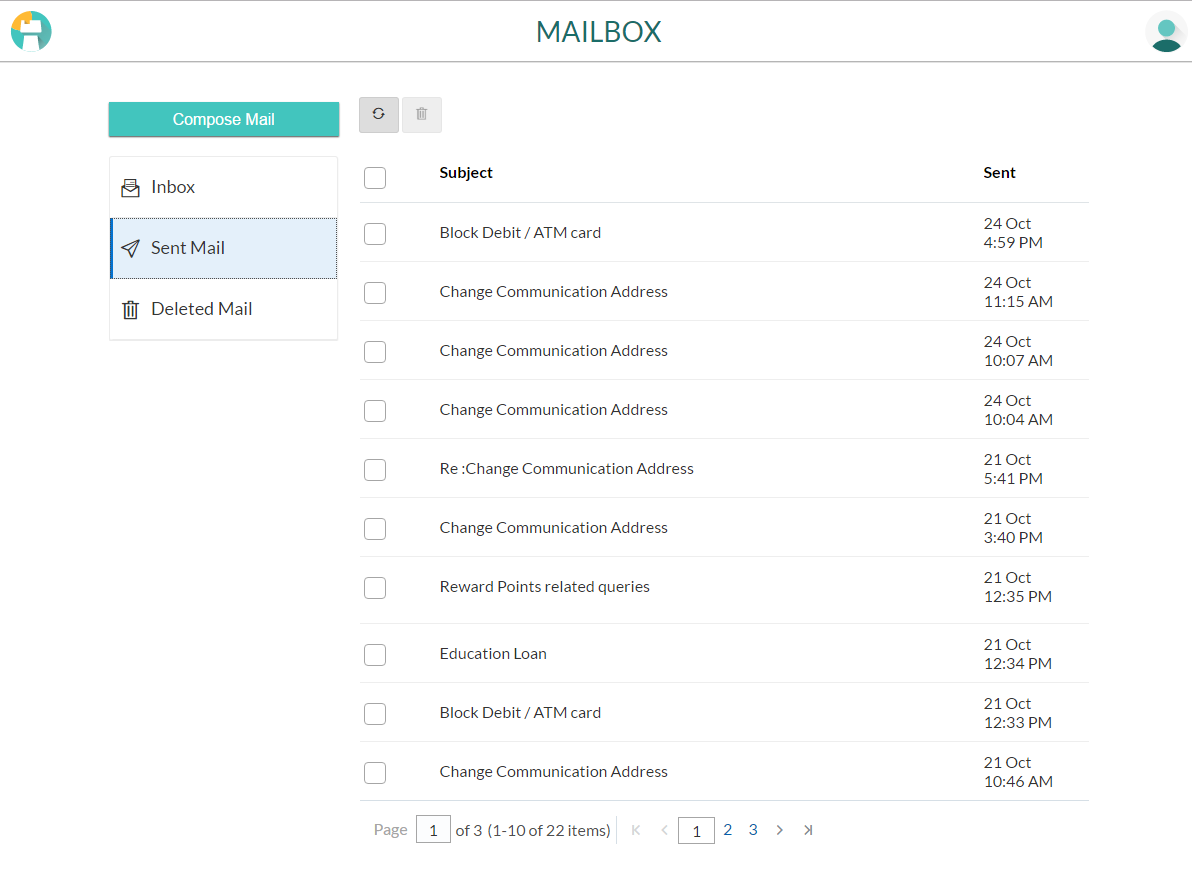 MAILBOX
Compose Mail
Inbox
Sent Mail
Deleted Mail
Subject Sent
Block Debit / ATM card 24 Oct
4:59 PM
Change Communication Address 24 Oct
11:15 AM
Change Communication Address 24 Oct
10:07 AM
Change Communication Address 24 Oct
10:04 AM
Re :Change Communication Address 21 Oct
5:41 PM
Change Communication Address 21 Oct
3:40 PM
Reward Points related queries 21 Oct
12:35 PM
Education Loan 21 Oct
12:34 PM
Block Debit / ATM card 21 Oct
12:33 PM
Change Communication Address 21 Oct
10:46 AM
Page 1 of 3 (1-10 of 22 items) 1 2 3